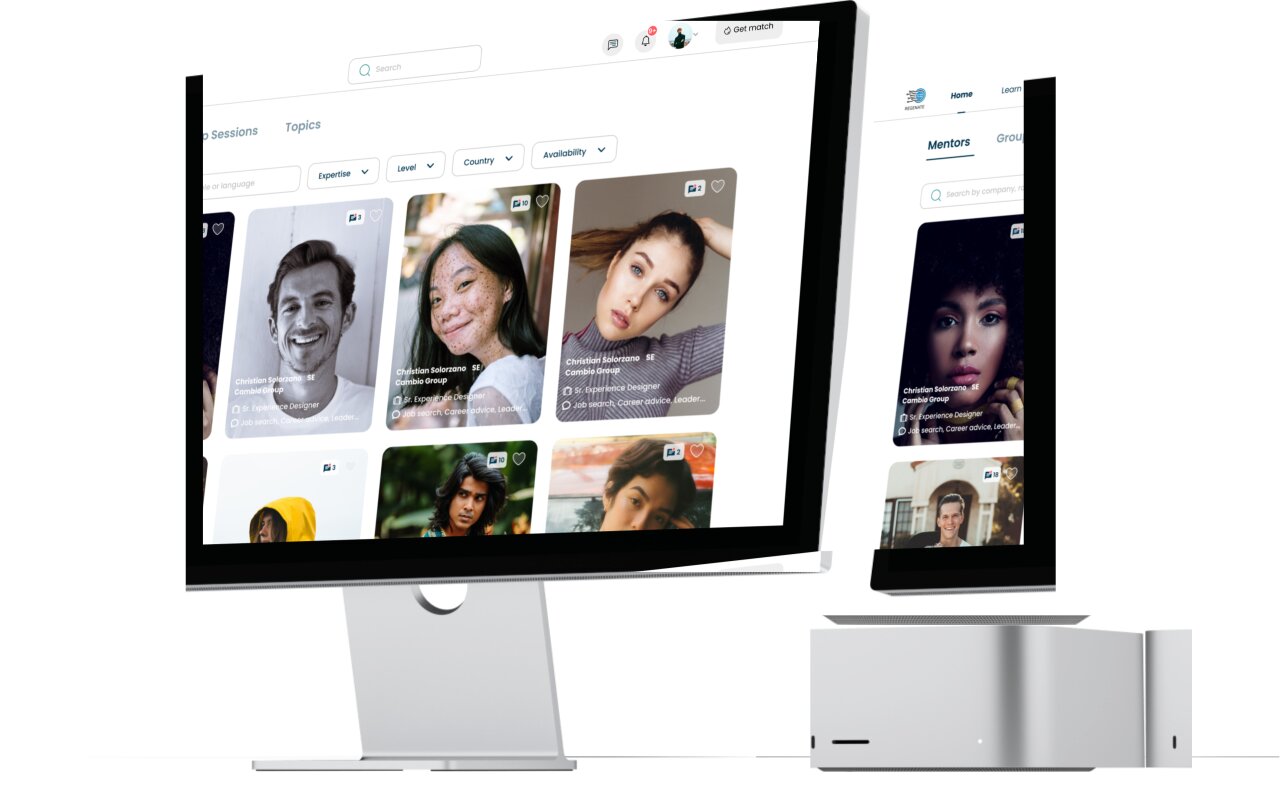 Search
9+
Get match
Sessions
Topics
le or language
Expertise
Level
Country
Availability
3
10
2
Christian Solorzano SE
Cambio Group
Sr. Experience Designer
Job search, Career advice, Leader...
Christian Solorzano SE
Cambio Group
Sr. Experience Designer
Job search, Career advice, Leader...
Christian Solorzano SE
Cambio Group
Sr. Experience Designer
Job search, Career advice, Leader...
3
10
2
REGENATE
Home
Learn
Mentors
Grou
Search by company, ro
Christian Solorzano SE
Cambio Group
Sr. Experience Designer
Job search, Career advice, Leader...
18